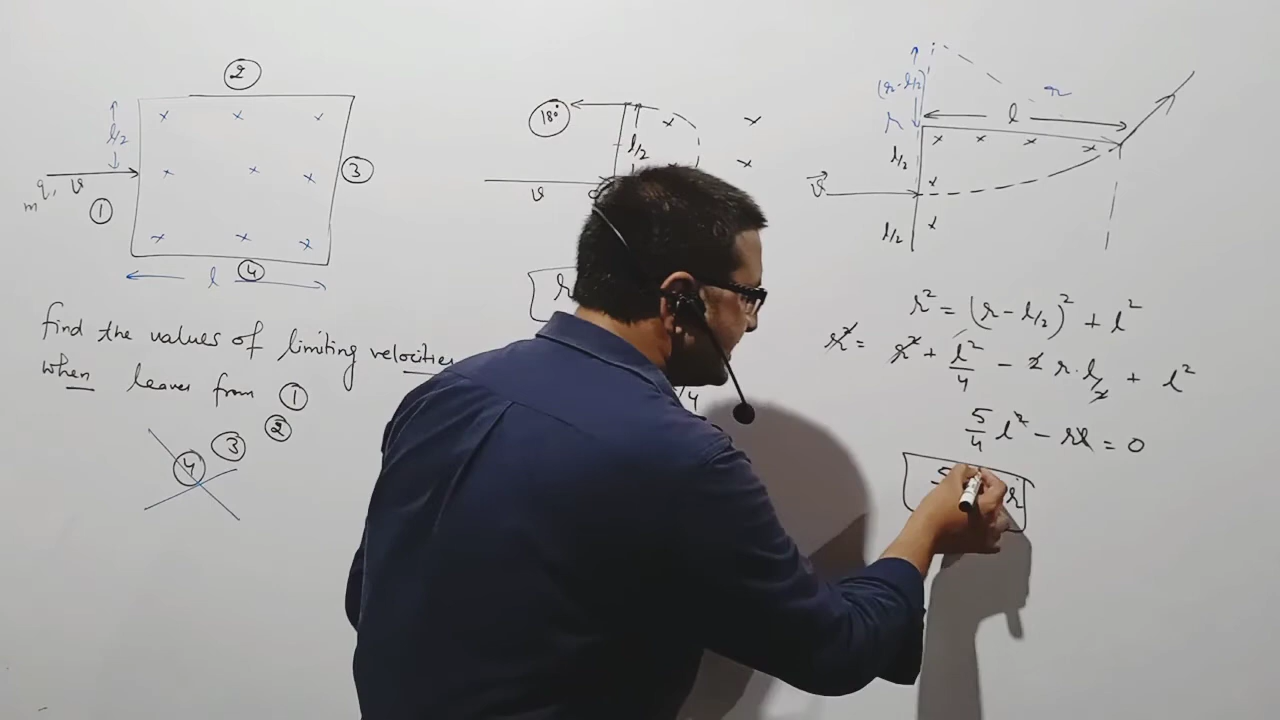 ②
l/2
m q, v
①
③
l
④
find the values of limiting velocities
when leaves from ①
②
③
④
180°
l/2
v
r
/4
(r-l/2)
r
r
l
l/2
v⃗
l/2
r² = (r - l/2)² + l²
r² = r² + l²/4 - 2 r. l/2 + l²
5/4 l² - rl = 0
5
r